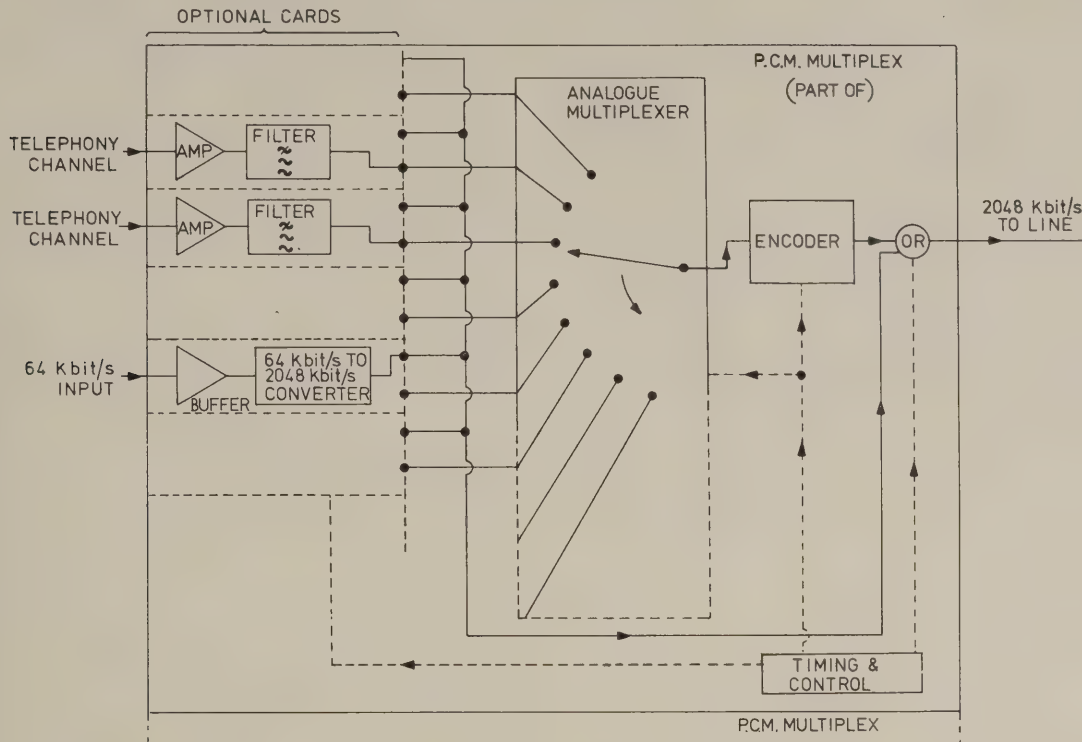 OPTIONAL CARDS
P.C.M. MULTIPLEX
(PART OF)
ANALOGUE
MULTIPLEXER
TELEPHONY
CHANNEL
AMP
FILTER
TELEPHONY
CHANNEL
AMP
FILTER
ENCODER
OR
2048 Kbit/s
TO LINE
64 Kbit/s
INPUT
BUFFER
64 Kbit/s TO
2048 Kbit/s
CONVERTER
TIMING &
CONTROL
P.C.M. MULTIPLEX